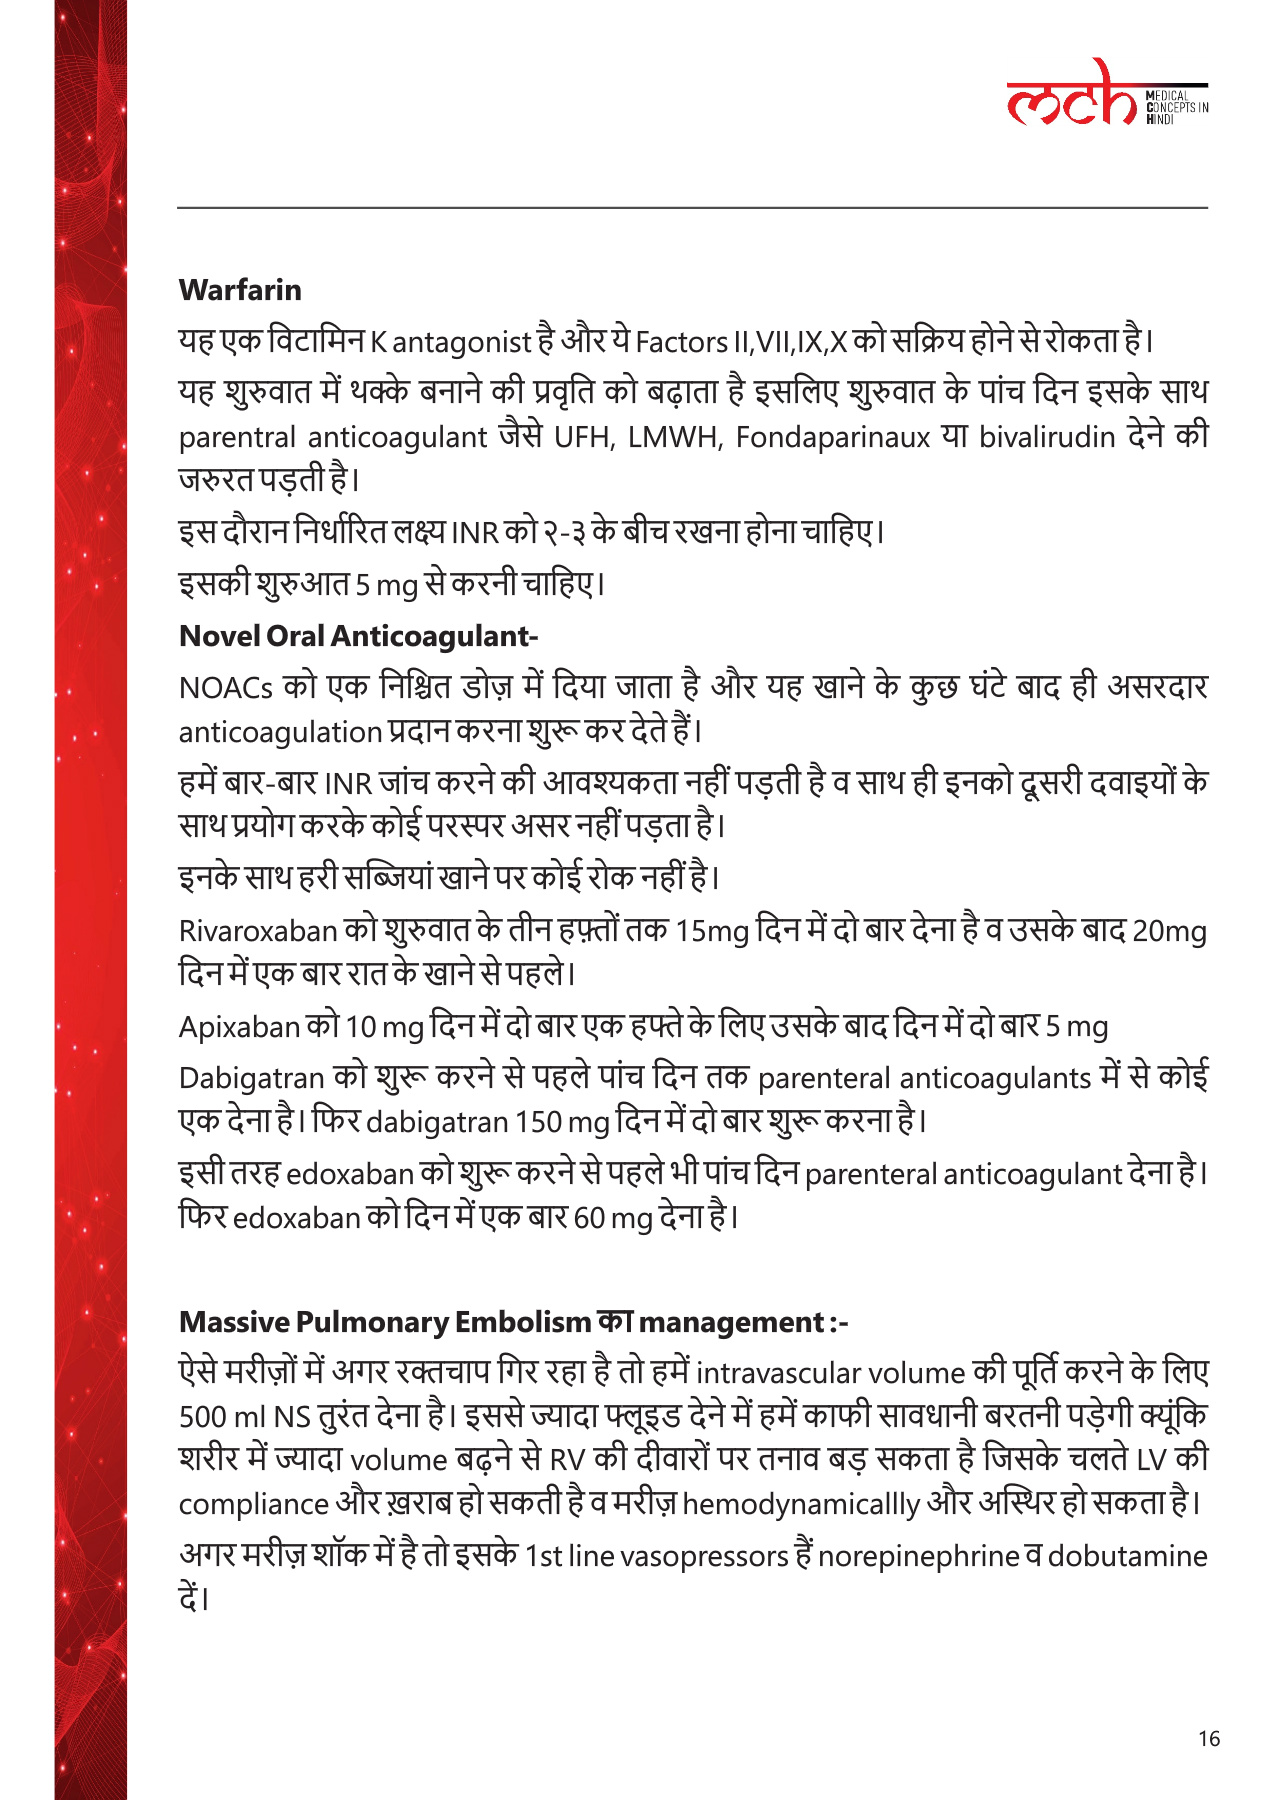 mch MEDICAL
CONCEPTS IN
HINDI
Warfarin
यह एक विटामिन K antagonist है और ये Factors II,VII,IX,X को सक्रिय होने से रोकता है।
यह शुरुवात में थक्के बनाने की प्रवृति को बढ़ाता है इसलिए शुरुवात के पांच दिन इसके साथ
parentral anticoagulant जैसे UFH, LMWH, Fondaparinaux या bivalirudin देने की
जरुरत पड़ती है।
इस दौरान निर्धारित लक्ष्य INR को २-३ के बीच रखना होना चाहिए।
इसकी शुरुआत 5 mg से करनी चाहिए।
Novel Oral Anticoagulant-
NOACs को एक निश्चित डोज़ में दिया जाता है और यह खाने के कुछ घंटे बाद ही असरदार
anticoagulation प्रदान करना शुरू कर देते हैं।
हमें बार-बार INR जांच करने की आवश्यकता नहीं पड़ती है व साथ ही इनको दूसरी दवाइयों के
साथ प्रयोग करके कोई परस्पर असर नहीं पड़ता है।
इनके साथ हरी सब्जियां खाने पर कोई रोक नहीं है।
Rivaroxaban को शुरुवात के तीन हफ़्तों तक 15mg दिन में दो बार देना है व उसके बाद 20mg
दिन में एक बार रात के खाने से पहले।
Apixaban को 10 mg दिन में दो बार एक हफ्ते के लिए उसके बाद दिन में दो बार 5 mg
Dabigatran को शुरू करने से पहले पांच दिन तक parenteral anticoagulants में से कोई
एक देना है। फिर dabigatran 150 mg दिन में दो बार शुरू करना है।
इसी तरह edoxaban को शुरू करने से पहले भी पांच दिन parenteral anticoagulant देना है।
फिर edoxaban को दिन में एक बार 60 mg देना है।
Massive Pulmonary Embolism का management :-
ऐसे मरीज़ों में अगर रक्तचाप गिर रहा है तो हमें intravascular volume की पूर्ति करने के लिए
500 ml NS तुरंत देना है। इससे ज्यादा फ्लूइड देने में हमें काफी सावधानी बरतनी पड़ेगी क्यूंकि
शरीर में ज्यादा volume बढ़ने से RV की दीवारों पर तनाव बड़ सकता है जिसके चलते LV की
compliance और ख़राब हो सकती है व मरीज़ hemodynamicallly और अस्थिर हो सकता है।
अगर मरीज़ शॉक में है तो इसके 1st line vasopressors हैं norepinephrine व dobutamine
दें।
16